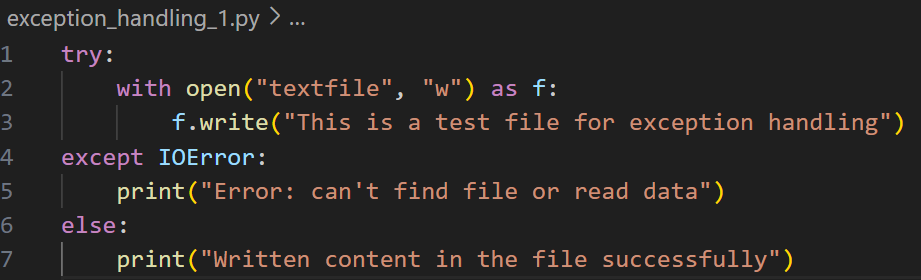 exception_handling_1.py > ...
1 try:
2     with open("textfile", "w") as f:
3         f.write("This is a test file for exception handling")
4 except IOError:
5     print("Error: can't find file or read data")
6 else:
7     print("Written content in the file successfully")